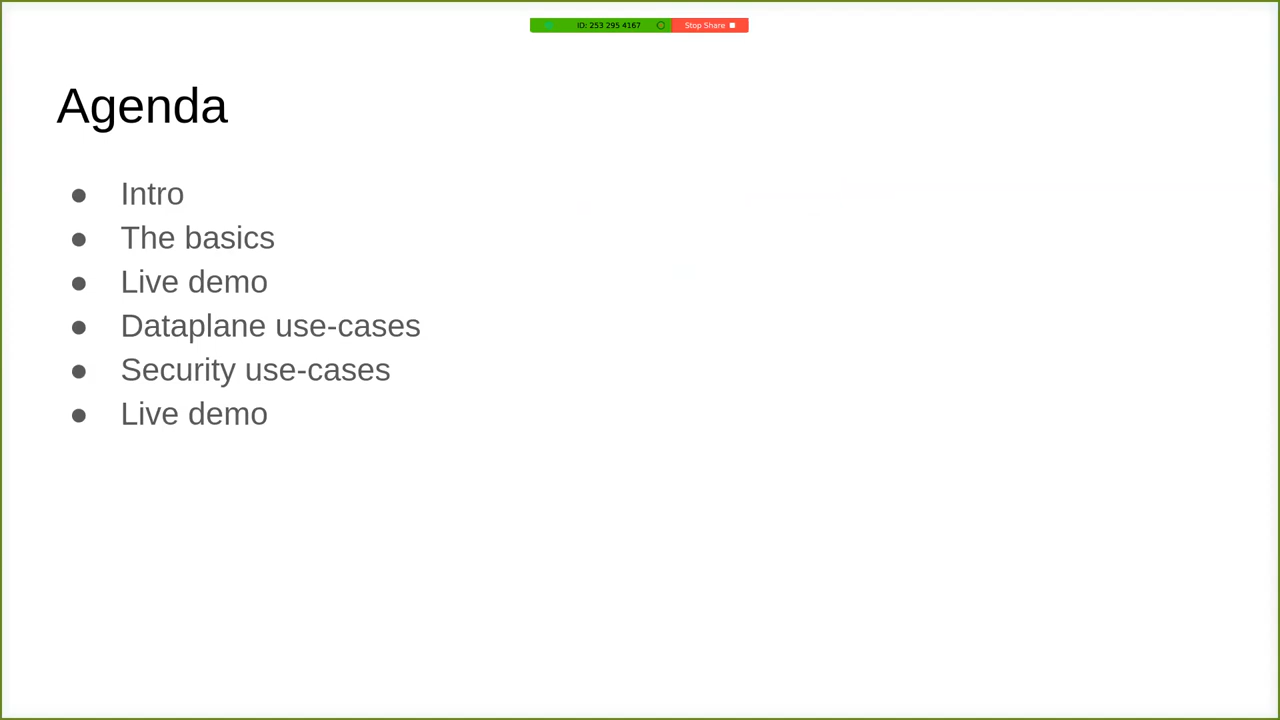 ID: 253 295 4167 Stop Share
Agenda
● Intro
● The basics
● Live demo
● Dataplane use-cases
● Security use-cases
● Live demo